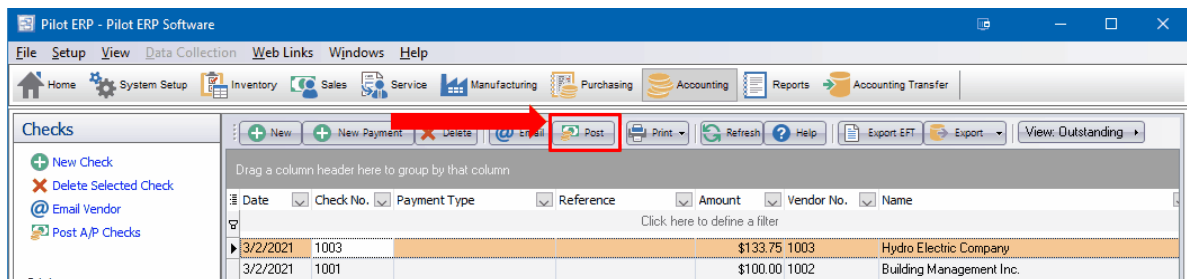 Pilot ERP - Pilot ERP Software
File Setup View Data Collection Web Links Windows Help
Home System Setup Inventory Sales Service Manufacturing Purchasing Accounting Reports Accounting Transfer
Checks
New New Payment Delete Email Post Print Refresh Help Export EFT Export View: Outstanding
New Check
Delete Selected Check
Email Vendor
Post A/P Checks
Drag a column header here to group by that column
Date Check No. Payment Type Reference Amount Vendor No. Name
Click here to define a filter
3/2/2021 1003 $133.75 1003 Hydro Electric Company
3/2/2021 1001 $100.00 1002 Building Management Inc.